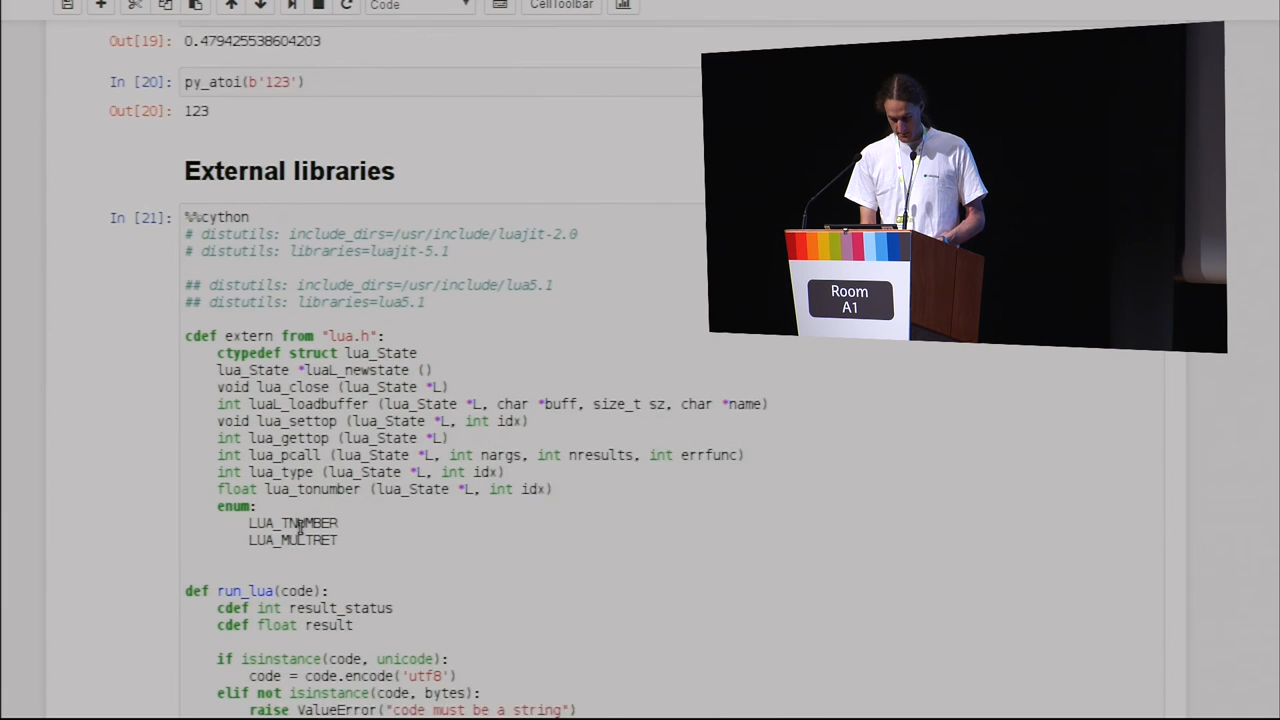 Code
CellToolbar
Out[19]: 0.479425538604203
In [20]: py_atoi(b'123')
Out[20]: 123
External libraries
In [21]: %%cython
# distutils: include_dirs=/usr/include/luajit-2.0
# distutils: libraries=luajit-5.1
## distutils: include_dirs=/usr/include/lua5.1
## distutils: libraries=lua5.1
cdef extern from "lua.h":
ctypedef struct lua_State
lua_State *luaL_newstate ()
void lua_close (lua_State *L)
int luaL_loadbuffer (lua_State *L, char *buff, size_t sz, char *name)
void lua_settop (lua_State *L, int idx)
int lua_gettop (lua_State *L)
int lua_pcall (lua_State *L, int nargs, int nresults, int errfunc)
int lua_type (lua_State *L, int idx)
float lua_tonumber (lua_State *L, int idx)
enum:
LUA_TNUMBER
LUA_MULTRET
def run_lua(code):
cdef int result_status
cdef float result
if isinstance(code, unicode):
code = code.encode('utf8')
elif not isinstance(code, bytes):
raise ValueError("code must be a string")
Room
A1